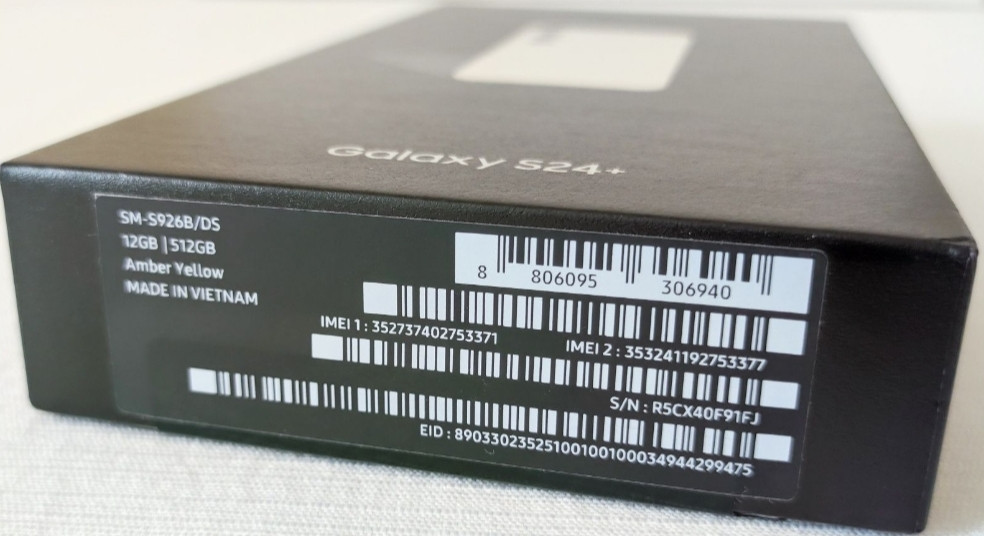 Galaxy S24+
SM-S926B/DS
12GB | 512GB
Amber Yellow
MADE IN VIETNAM
8 806095 306940
IMEI 1 : 352737402753371
IMEI 2 : 353241192753377
S/N : R5CX40F91FJ
EID : 89033023525100100100034944299475